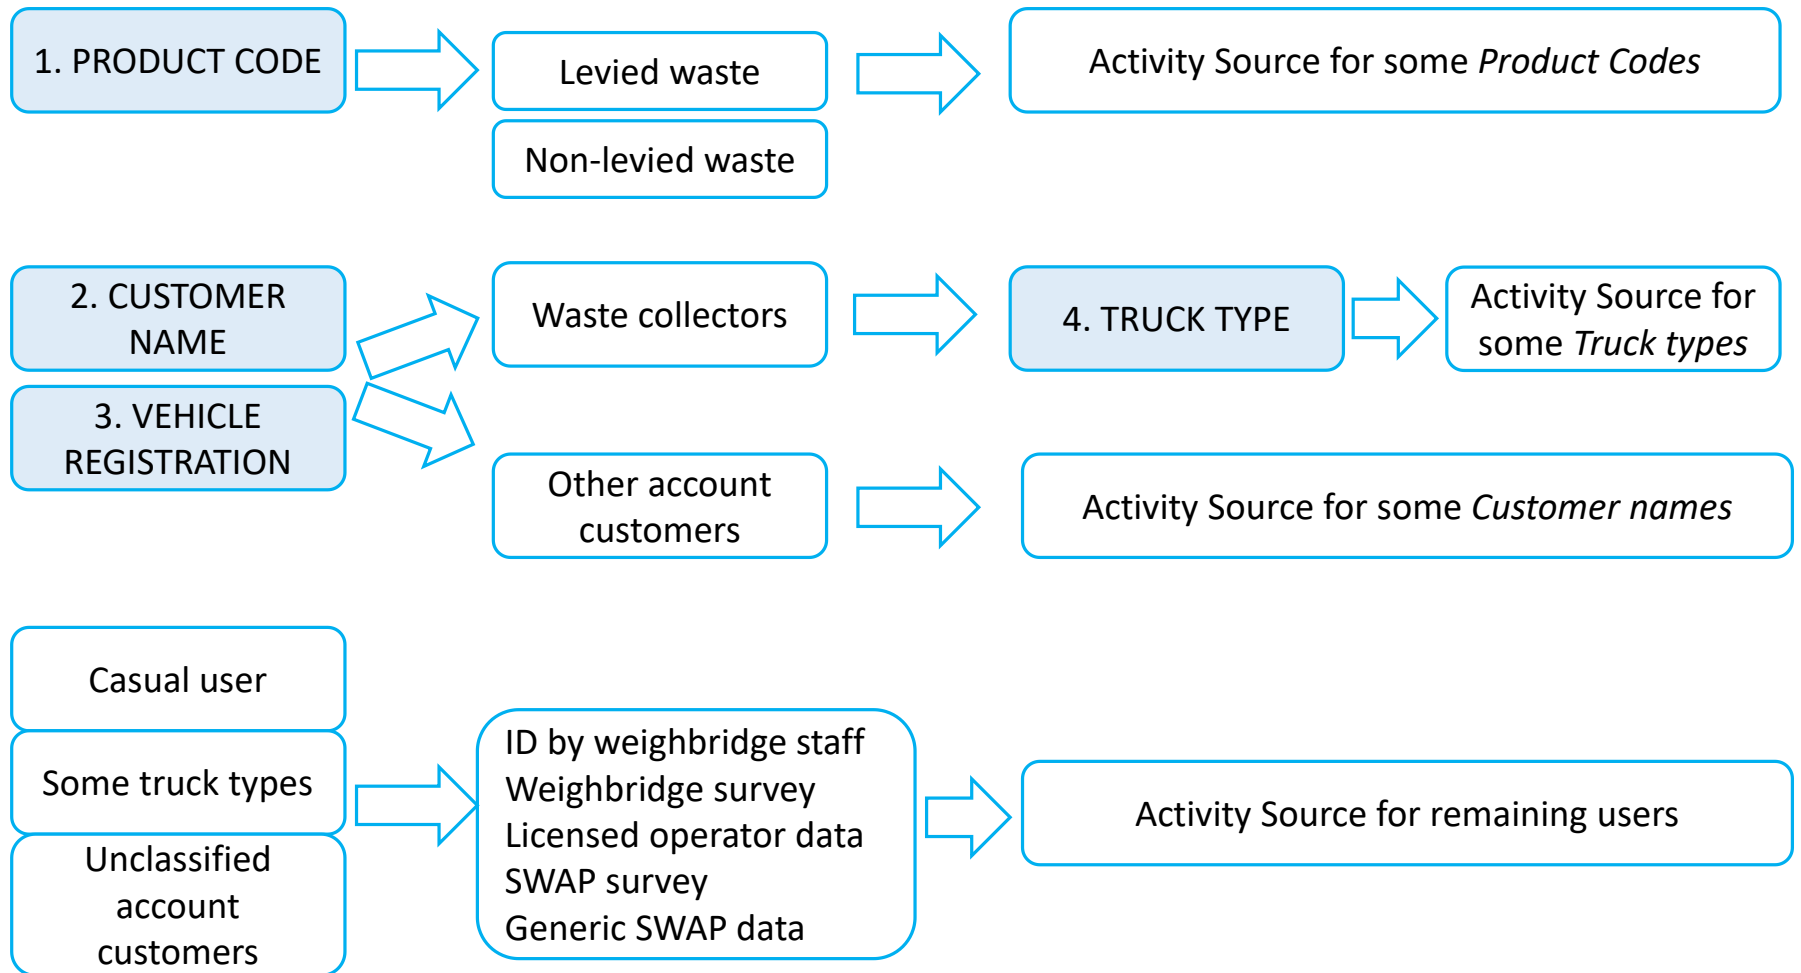 1. PRODUCT CODE
Levied waste
Activity Source for some Product Codes
Non-levied waste
2. CUSTOMER
NAME
Waste collectors
4. TRUCK TYPE
Activity Source for
some Truck types
3. VEHICLE
REGISTRATION
Other account
customers
Activity Source for some Customer names
Casual user
Some truck types
Unclassified
account
customers
ID by weighbridge staff
Weighbridge survey
Licensed operator data
SWAP survey
Generic SWAP data
Activity Source for remaining users